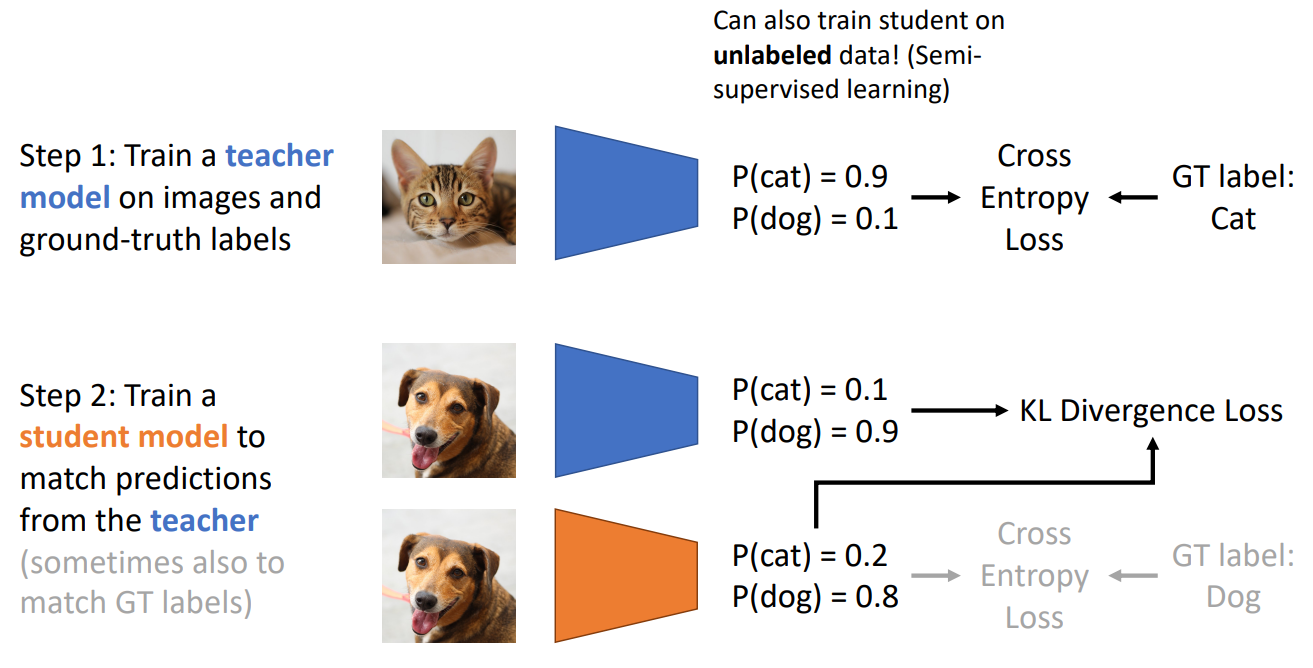 Can also train student on
unlabeled data! (Semi-
supervised learning)
Step 1: Train a teacher
model on images and
ground-truth labels
P(cat) = 0.9
P(dog) = 0.1
Cross
Entropy
Loss
GT label:
Cat
Step 2: Train a
student model to
match predictions
from the teacher
(sometimes also to
match GT labels)
P(cat) = 0.1
P(dog) = 0.9
KL Divergence Loss
P(cat) = 0.2
P(dog) = 0.8
Cross
Entropy
Loss
GT label:
Dog